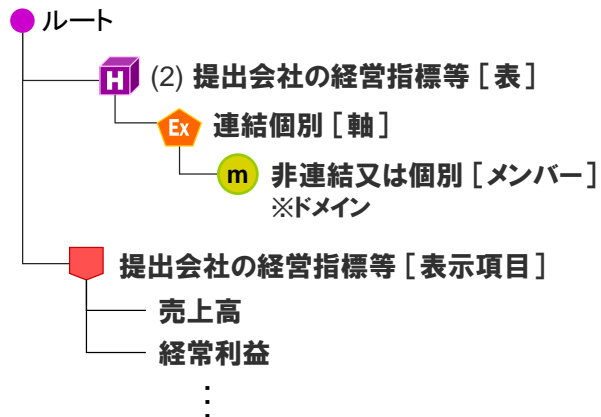 ルート
H (2) 提出会社の経営指標等［表］
Ex 連結個別［軸］
m 非連結又は個別［メンバー］
※ドメイン
提出会社の経営指標等［表示項目］
売上高
経常利益
⋮